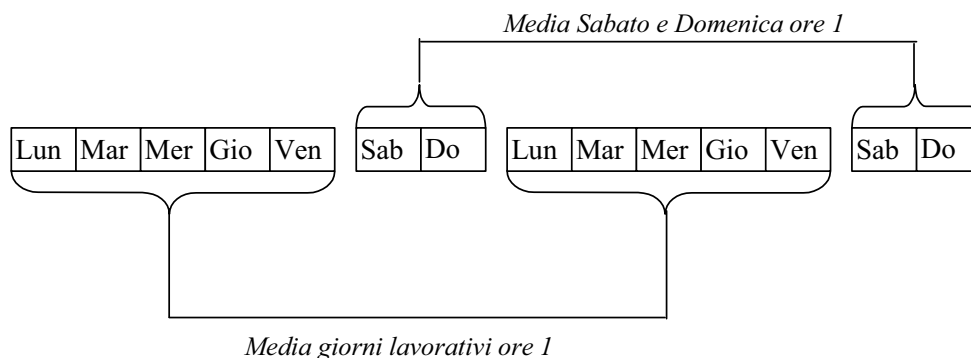 Media Sabato e Domenica ore 1
Lun Mar Mer Gio Ven Sab Do Lun Mar Mer Gio Ven Sab Do
Media giorni lavorativi ore 1